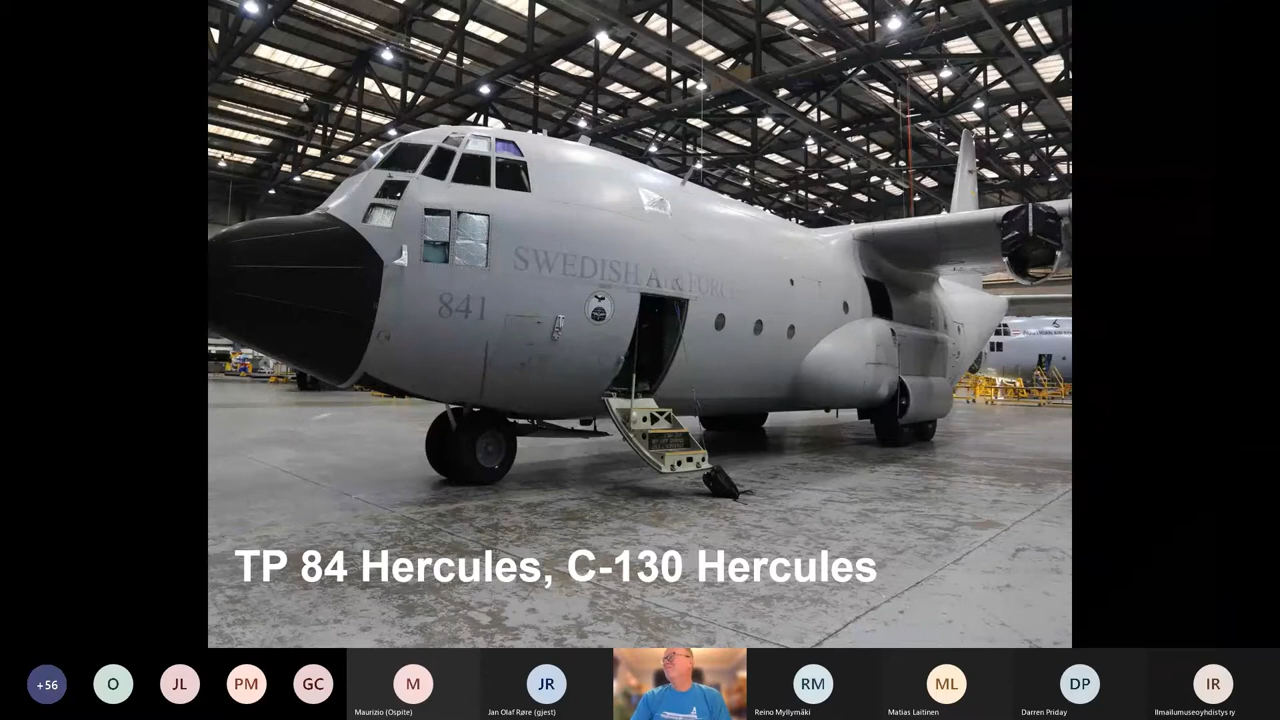 SWEDISH AIR FORCE
841
TP 84 Hercules, C-130 Hercules
+56
O
JL
PM
GC
M
JR
RM
ML
DP
IR
Maurizio (Ospite)
Jan Olaf Røre (gjest)
Reino Myllymäki
Matias Laitinen
Darren Priday
Ilmailumuseoyhdistys ry